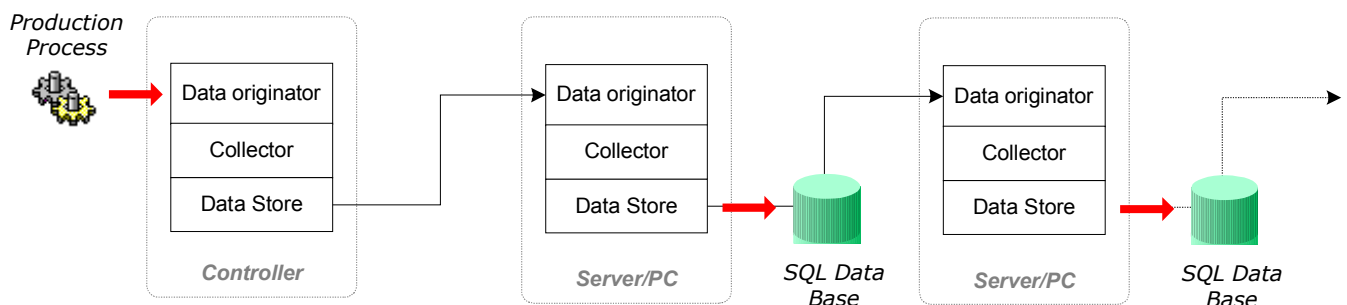 Production
Process
Data originator
Collector
Data Store
Controller
Data originator
Collector
Data Store
Server/PC
SQL Data
Base
Data originator
Collector
Data Store
Server/PC
SQL Data
Base